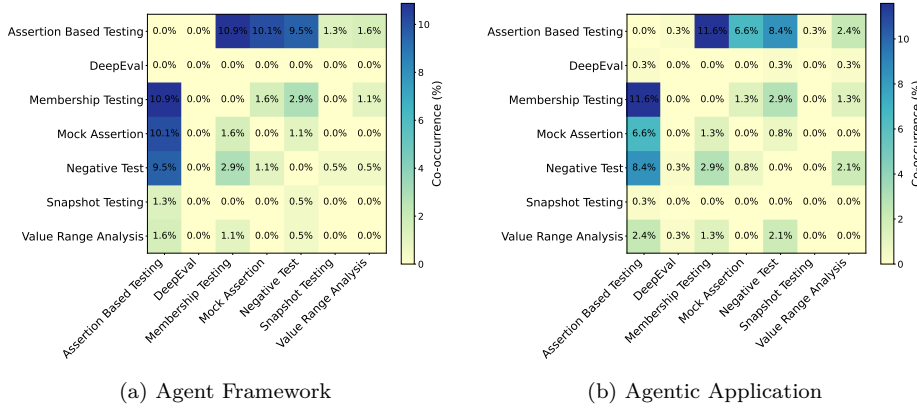 Assertion Based Testing 0.0% 0.0% 10.9% 10.1% 9.5% 1.3% 1.6%
DeepEval 0.0% 0.0% 0.0% 0.0% 0.0% 0.0% 0.0%
Membership Testing 10.9% 0.0% 0.0% 1.6% 2.9% 0.0% 1.1%
Mock Assertion 10.1% 0.0% 1.6% 0.0% 1.1% 0.0% 0.0%
Negative Test 9.5% 0.0% 2.9% 1.1% 0.0% 0.5% 0.5%
Snapshot Testing 1.3% 0.0% 0.0% 0.0% 0.5% 0.0% 0.0%
Value Range Analysis 1.6% 0.0% 1.1% 0.0% 0.5% 0.0% 0.0%
Assertion Based Testing
DeepEval
Membership Testing
Mock Assertion
Negative Test
Snapshot Testing
Value Range Analysis
10
8
6
4
2
0
Co-occurrence (%)
(a) Agent Framework
Assertion Based Testing 0.0% 0.3% 11.6% 6.6% 8.4% 0.3% 2.4%
DeepEval 0.3% 0.0% 0.0% 0.0% 0.3% 0.0% 0.3%
Membership Testing 11.6% 0.0% 0.0% 1.3% 2.9% 0.0% 1.3%
Mock Assertion 6.6% 0.0% 1.3% 0.0% 0.8% 0.0% 0.0%
Negative Test 8.4% 0.3% 2.9% 0.8% 0.0% 0.0% 2.1%
Snapshot Testing 0.3% 0.0% 0.0% 0.0% 0.0% 0.0% 0.0%
Value Range Analysis 2.4% 0.3% 1.3% 0.0% 2.1% 0.0% 0.0%
Assertion Based Testing
DeepEval
Membership Testing
Mock Assertion
Negative Test
Snapshot Testing
Value Range Analysis
10
8
6
4
2
0
Co-occurrence (%)
(b) Agentic Application